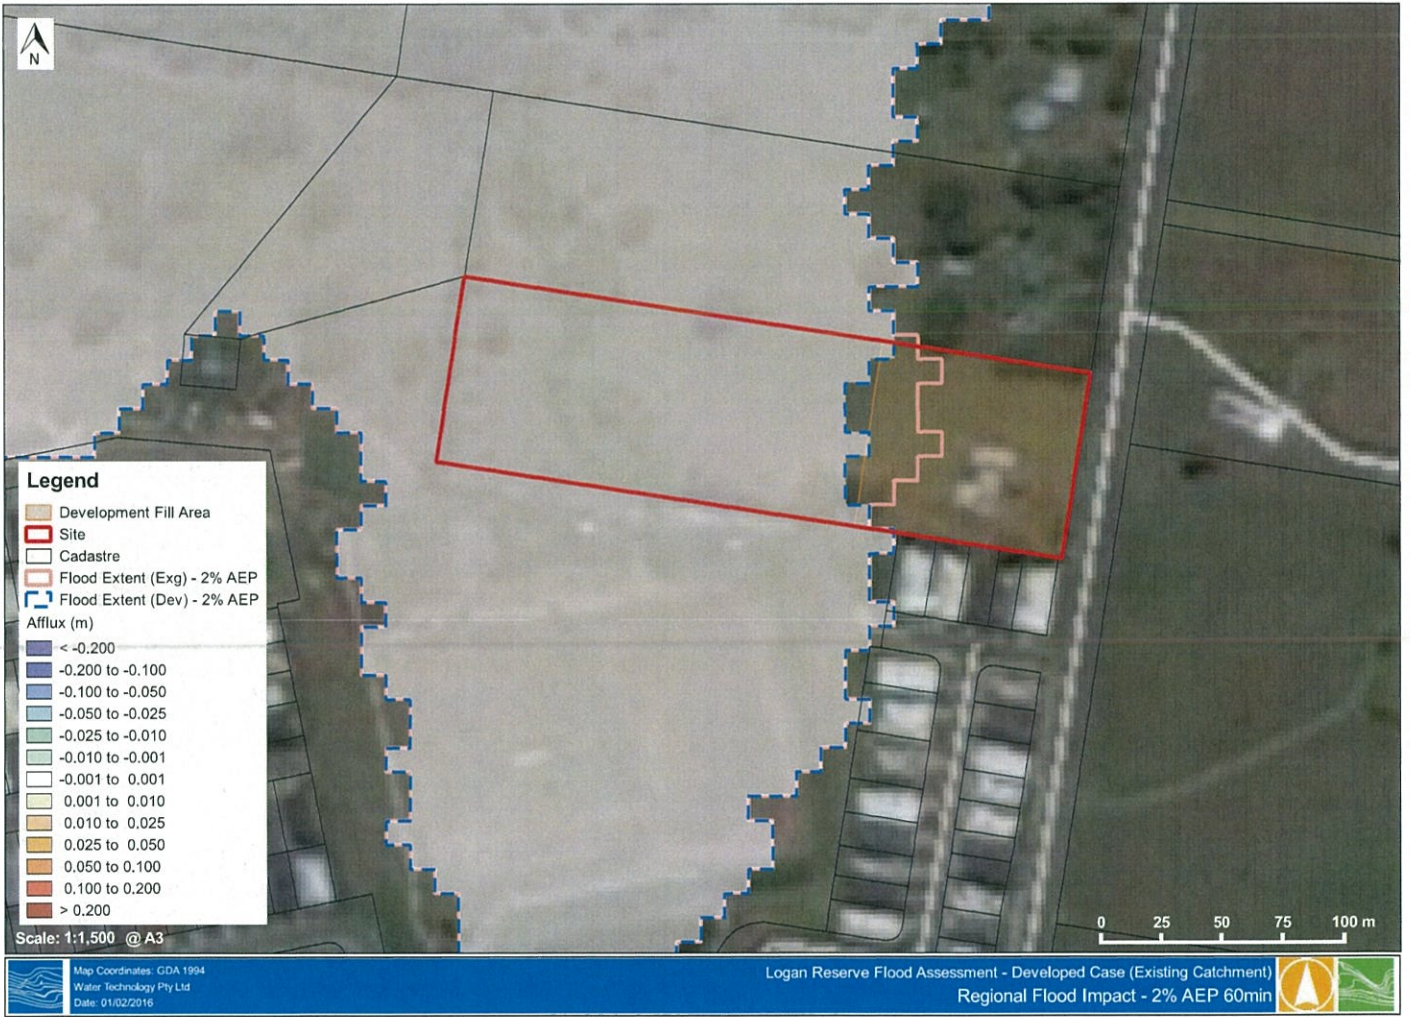 N
Legend
Development Fill Area
Site
Cadastre
Flood Extent (Exg) - 2% AEP
Flood Extent (Dev) - 2% AEP
Afflux (m)
< -0.200
-0.200 to -0.100
-0.100 to -0.050
-0.050 to -0.025
-0.025 to -0.010
-0.010 to -0.001
-0.001 to 0.001
0.001 to 0.010
0.010 to 0.025
0.025 to 0.050
0.050 to 0.100
0.100 to 0.200
> 0.200
Scale: 1:1,500 @ A3
0 25 50 75 100 m
Map Coordinates: GDA 1994
Water Technology Pty Ltd
Date: 01/02/2016
Logan Reserve Flood Assessment - Developed Case (Existing Catchment)
Regional Flood Impact - 2% AEP 60min